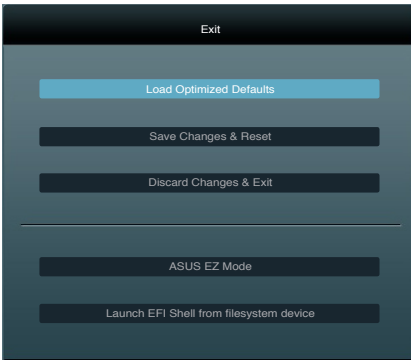 Exit
Load Optimized Defaults
Save Changes & Reset
Discard Changes & Exit
ASUS EZ Mode
Launch EFI Shell from filesystem device